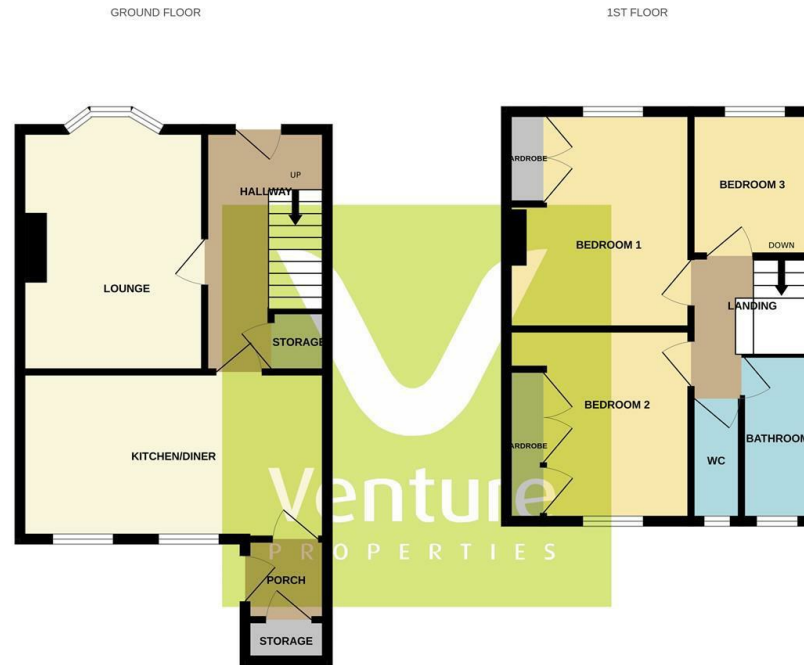 GROUND FLOOR
1ST FLOOR
UP
HALLWAY
LOUNGE
STORAGE
KITCHEN/DINER
PORCH
STORAGE
ARDROBE
BEDROOM 1
BEDROOM 3
DOWN
LANDING
BEDROOM 2
ARDROBE
WC
BATHROOM
Venture
PROPERTIES